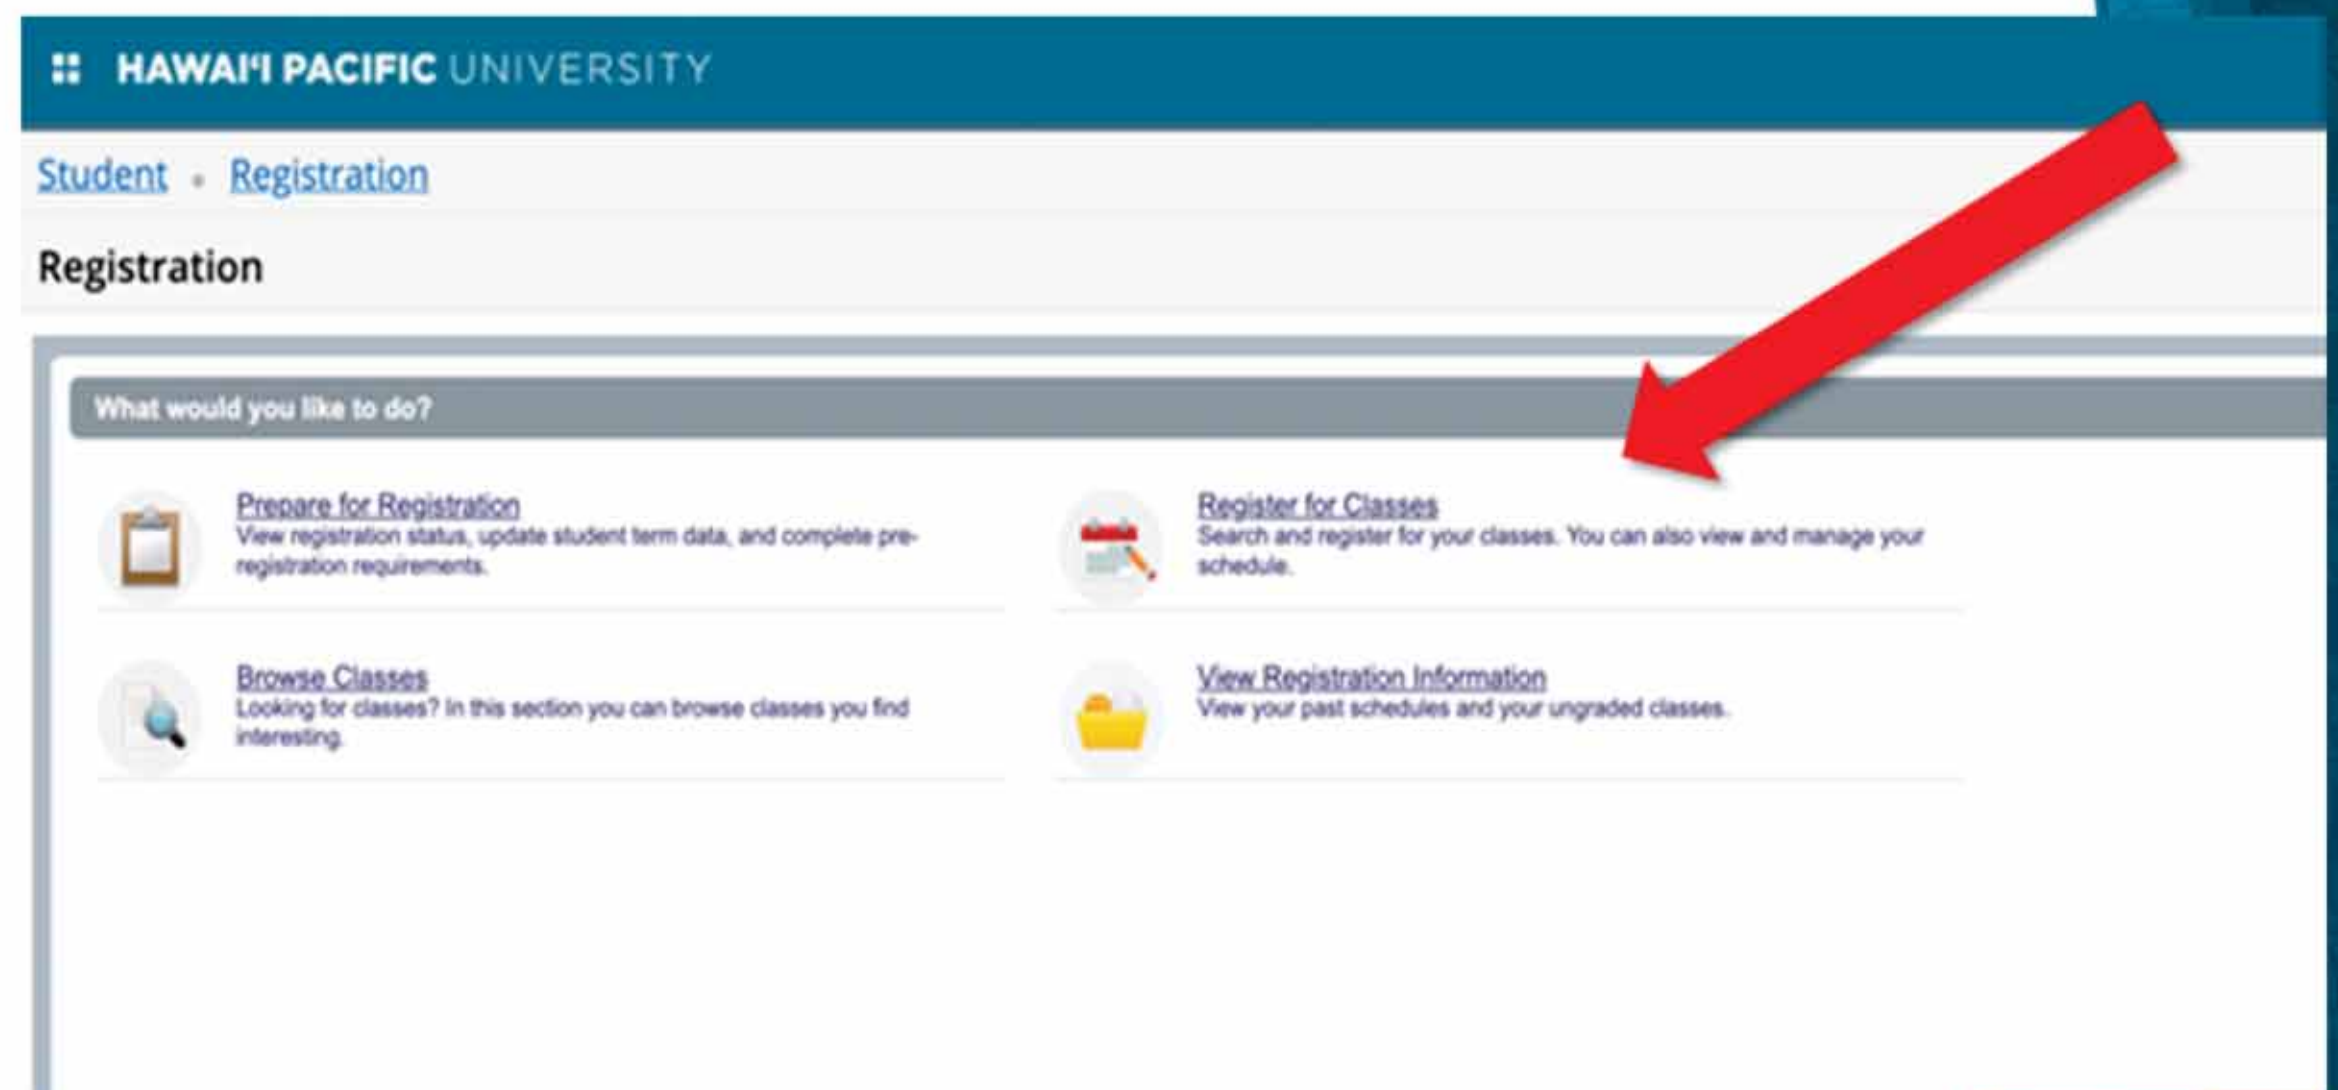 HAWAIʻI PACIFIC UNIVERSITY
Student • Registration
Registration
What would you like to do?
Prepare for Registration
View registration status, update student term data, and complete pre-
registration requirements.
Register for Classes
Search and register for your classes. You can also view and manage your
schedule.
Browse Classes
Looking for classes? In this section you can browse classes you find
interesting.
View Registration Information
View your past schedules and your ungraded classes.